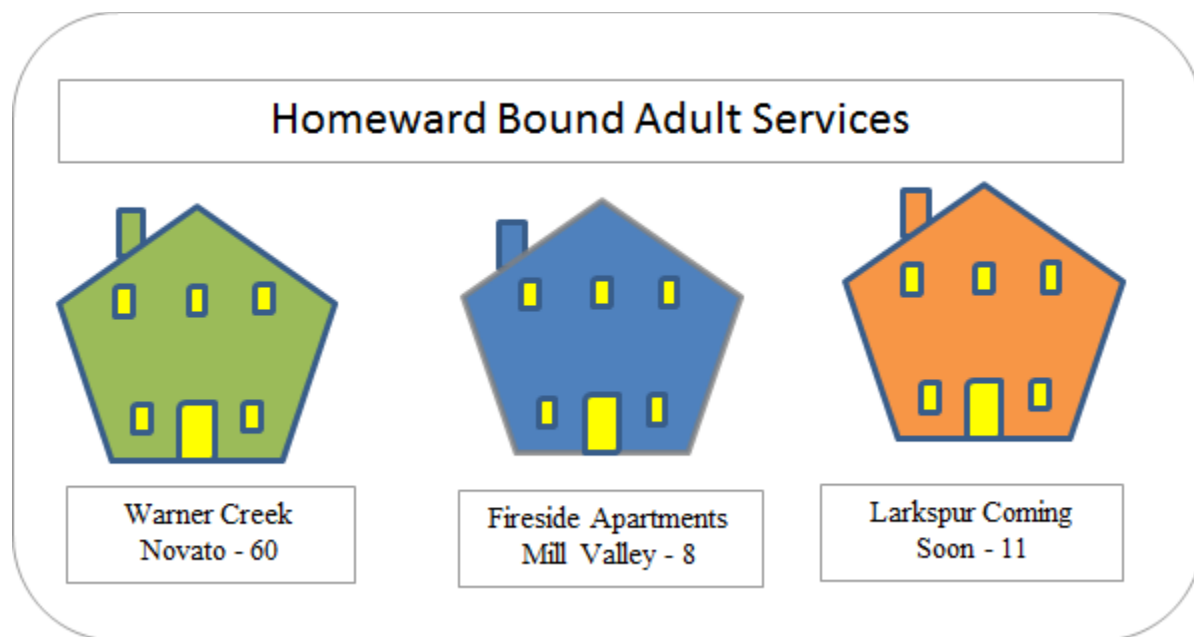 Homeward Bound Adult Services
Warner Creek
Novato - 60
Fireside Apartments
Mill Valley - 8
Larkspur Coming
Soon - 11